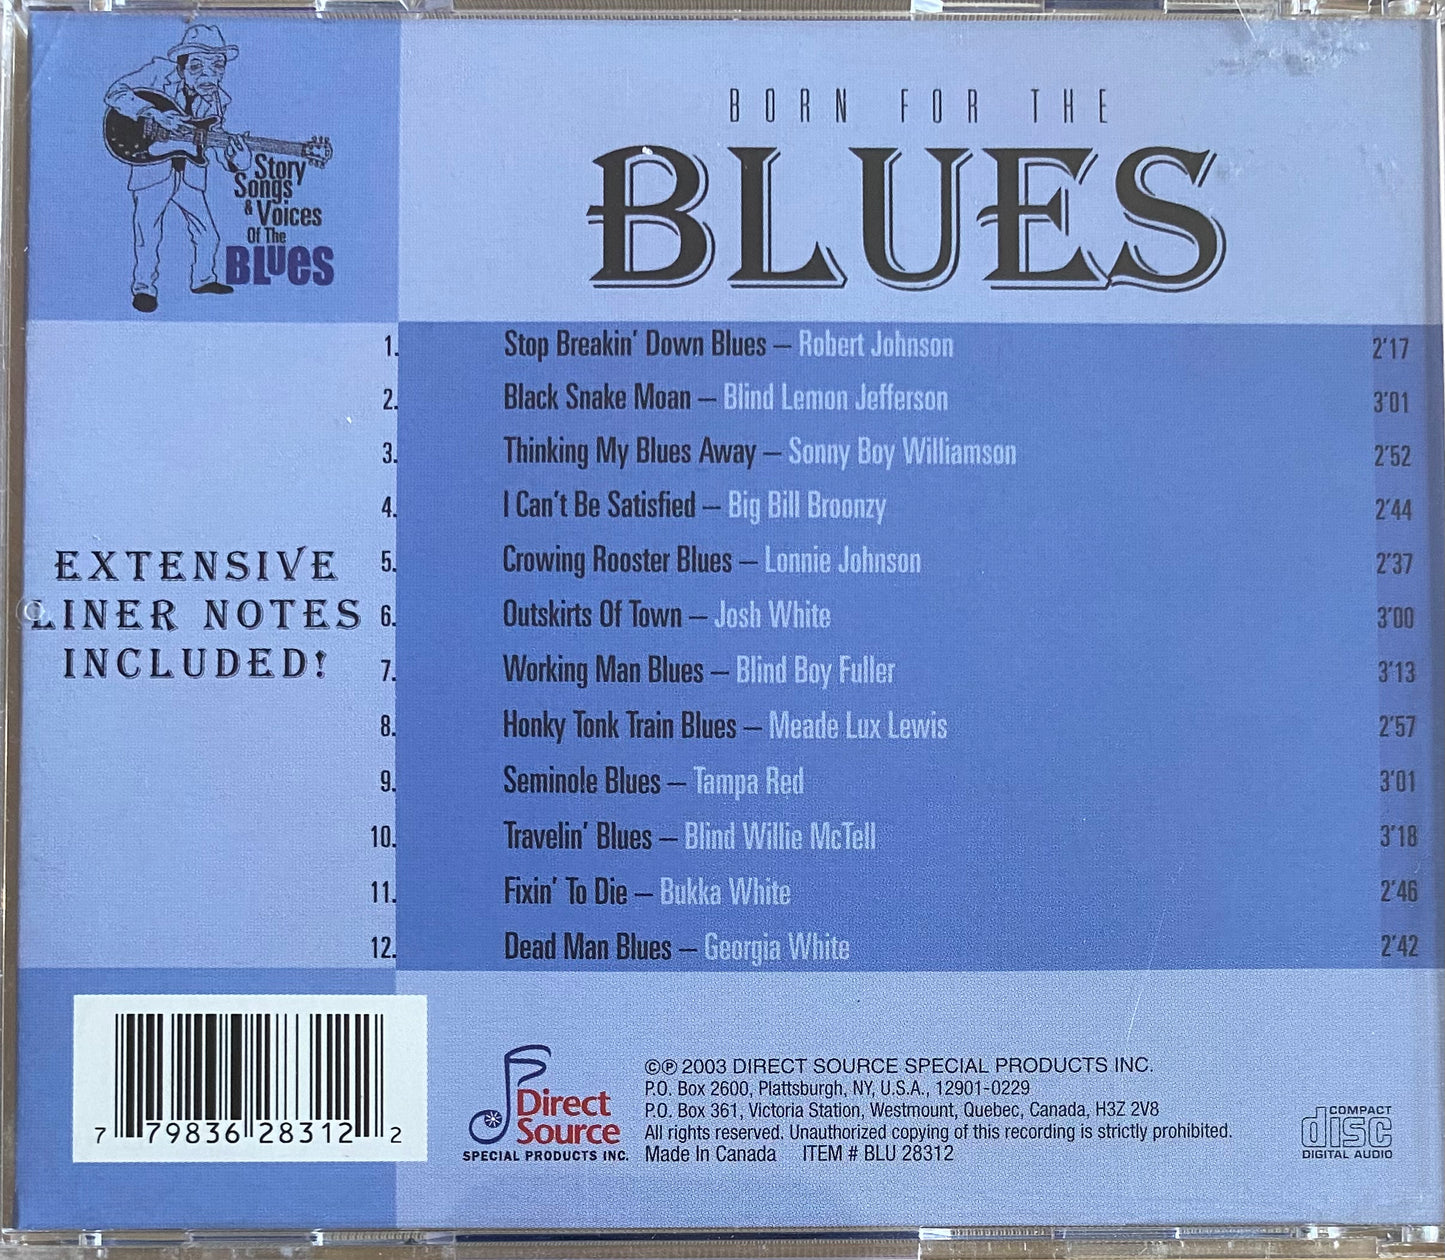 Story
Songs
& Voices
Of The
BLUES
BORN FOR THE
BLUES
1. Stop Breakin' Down Blues — Robert Johnson 2'17
2. Black Snake Moan — Blind Lemon Jefferson 3'01
3. Thinking My Blues Away — Sonny Boy Williamson 2'52
4. I Can't Be Satisfied — Big Bill Broonzy 2'44
5. Crowing Rooster Blues — Lonnie Johnson 2'37
6. Outskirts Of Town — Josh White 3'00
7. Working Man Blues — Blind Boy Fuller 3'13
8. Honky Tonk Train Blues — Meade Lux Lewis 2'57
9. Seminole Blues — Tampa Red 3'01
10. Travelin' Blues — Blind Willie McTell 3'18
11. Fixin' To Die — Bukka White 2'46
12. Dead Man Blues — Georgia White 2'42
EXTENSIVE
LINER NOTES
INCLUDED!
7 79836 28312 2
Direct
Source
SPECIAL PRODUCTS INC.
©℗ 2003 DIRECT SOURCE SPECIAL PRODUCTS INC.
P.O. Box 2600, Plattsburgh, NY, U.S.A., 12901-0229
P.O. Box 361, Victoria Station, Westmount, Quebec, Canada, H3Z 2V8
All rights reserved. Unauthorized copying of this recording is strictly prohibited.
Made In Canada ITEM # BLU 28312
COMPACT
disc
DIGITAL AUDIO